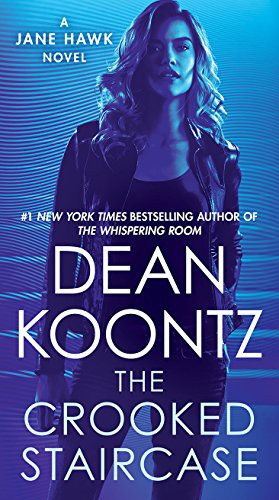 A
JANE HAWK
NOVEL
#1 NEW YORK TIMES BESTSELLING AUTHOR OF
THE WHISPERING ROOM
DEAN
KOONTZ
THE
CROOKED
STAIRCASE